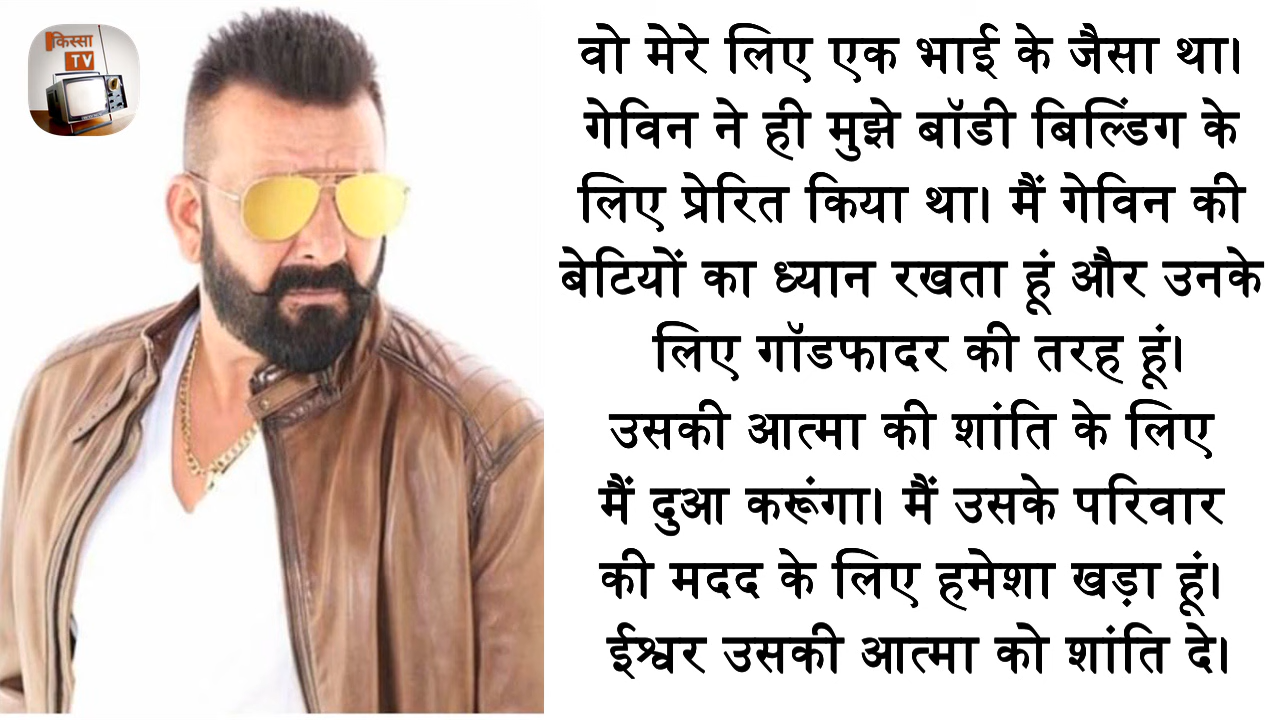 किस्सा
TV
वो मेरे लिए एक भाई के जैसा था।
गेविन ने ही मुझे बॉडी बिल्डिंग के
लिए प्रेरित किया था। मैं गेविन की
बेटियों का ध्यान रखता हूं और उनके
लिए गॉडफादर की तरह हूं।
उसकी आत्मा की शांति के लिए
मैं दुआ करूंगा। मैं उसके परिवार
की मदद के लिए हमेशा खड़ा हूं।
ईश्वर उसकी आत्मा को शांति दे।